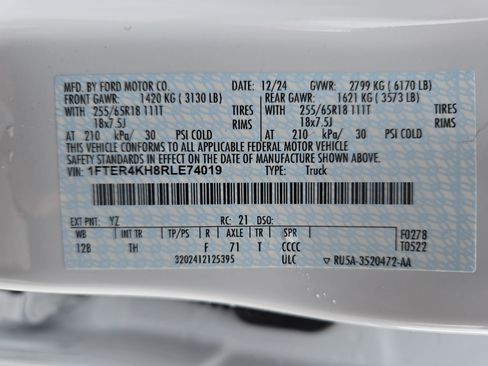 MFD. BY FORD MOTOR CO. DATE: 12/24 GVWR: 2799 KG (6170 LB)
FRONT GAWR: 1420 KG (3130 LB) REAR GAWR: 1621 KG (3573 LB)
WITH 255/65R18 111T TIRES WITH 255/65R18 111T TIRES
18x7.5J RIMS 18x7.5J RIMS
AT 210 kPa/ 30 PSI COLD AT 210 kPa/ 30 PSI COLD
THIS VEHICLE CONFORMS TO ALL APPLICABLE FEDERAL MOTOR VEHICLE
SAFETY, BUMPER, AND THEFT PREVENTION STANDARDS IN EFFECT ON THE DATE OF MANUFACTURE SHOWN ABOVE.
VIN: 1FTER4KH8RLE74019 TYPE: Truck
EXT PNT: YZ RC: 21 DSO:
WB INT TR TP/PS R AXLE TR SPR F0278
128 TH F 71 T CCCC T0522
3202412125395 ULC ▽ RU5A-3520472-AA